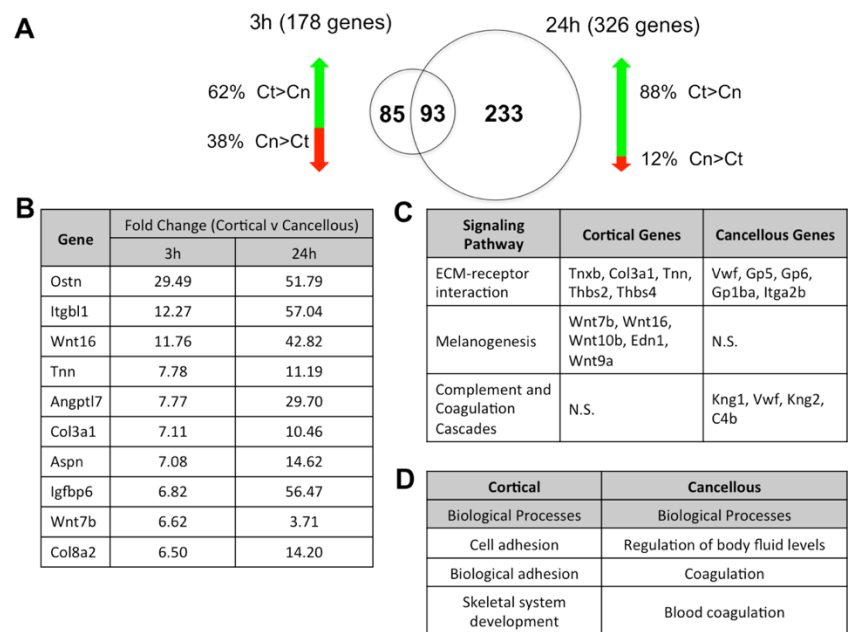 A
3h (178 genes)
24h (326 genes)
62% Ct>Cn
38% Cn>Ct
85
93
233
88% Ct>Cn
12% Cn>Ct
B
Gene
Fold Change (Cortical v Cancellous)
3h 24h
Ostn 29.49 51.79
Itgbl1 12.27 57.04
Wnt16 11.76 42.82
Tnn 7.78 11.19
Angptl7 7.77 29.70
Col3a1 7.11 10.46
Aspn 7.08 14.62
Igfbp6 6.82 56.47
Wnt7b 6.62 3.71
Col8a2 6.50 14.20
C
Signaling
Pathway
Cortical Genes
Cancellous Genes
ECM-receptor
interaction
Tnxb, Col3a1, Tnn,
Thbs2, Thbs4
Vwf, Gp5, Gp6,
Gp1ba, Itga2b
Melanogenesis
Wnt7b, Wnt16,
Wnt10b, Edn1,
Wnt9a
N.S.
Complement and
Coagulation
Cascades
N.S.
Kng1, Vwf, Kng2,
C4b
D
Cortical Cancellous
Biological Processes Biological Processes
Cell adhesion Regulation of body fluid levels
Biological adhesion Coagulation
Skeletal system
development
Blood coagulation